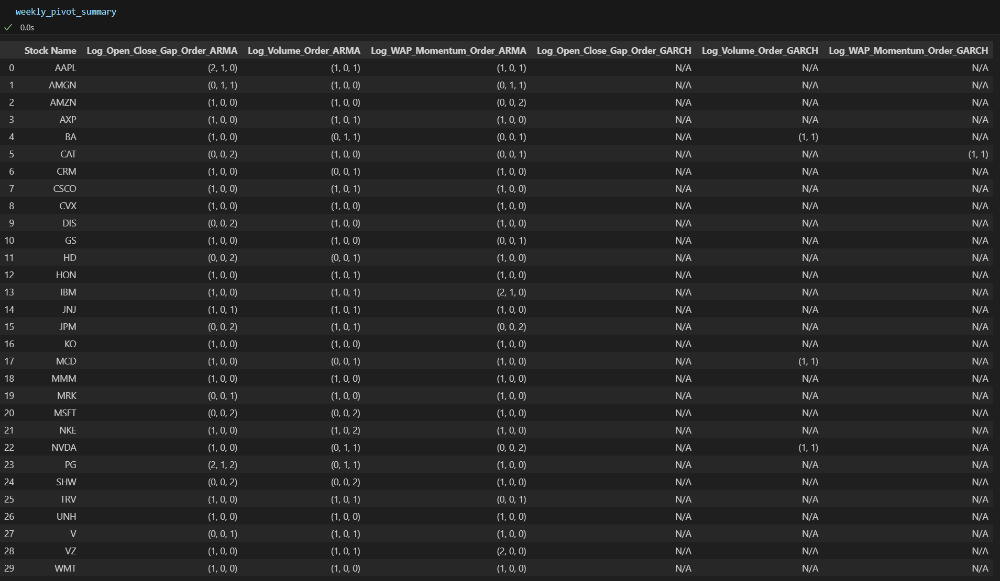 weekly_pivot_summary
0.0s
Stock Name Log_Open_Close_Gap_Order_ARMA Log_Volume_Order_ARMA Log_WAP_Momentum_Order_ARMA Log_Open_Close_Gap_Order_GARCH Log_Volume_Order_GARCH Log_WAP_Momentum_Order_GARCH
0 AAPL (2, 1, 0) (1, 0, 1) (1, 0, 1) N/A N/A N/A
1 AMGN (0, 1, 1) (1, 0, 0) (0, 1, 1) N/A N/A N/A
2 AMZN (1, 0, 0) (1, 0, 0) (0, 0, 2) N/A N/A N/A
3 AXP (1, 0, 0) (1, 0, 1) (1, 0, 0) N/A N/A N/A
4 BA (1, 0, 0) (0, 1, 1) (0, 0, 1) N/A (1, 1) N/A
5 CAT (0, 0, 2) (1, 0, 0) (0, 0, 1) N/A N/A (1, 1)
6 CRM (1, 0, 0) (0, 0, 1) (1, 0, 0) N/A N/A N/A
7 CSCO (1, 0, 0) (1, 0, 1) (1, 0, 0) N/A N/A N/A
8 CVX (1, 0, 0) (1, 0, 0) (1, 0, 0) N/A N/A N/A
9 DIS (0, 0, 2) (1, 0, 0) (1, 0, 0) N/A N/A N/A
10 GS (1, 0, 0) (1, 0, 0) (0, 0, 1) N/A N/A N/A
11 HD (0, 0, 2) (0, 0, 1) (1, 0, 0) N/A N/A N/A
12 HON (1, 0, 0) (1, 0, 1) (1, 0, 0) N/A N/A N/A
13 IBM (1, 0, 0) (1, 0, 1) (2, 1, 0) N/A N/A N/A
14 JNJ (1, 0, 1) (1, 0, 1) (1, 0, 0) N/A N/A N/A
15 JPM (0, 0, 2) (1, 0, 1) (0, 0, 2) N/A N/A N/A
16 KO (1, 0, 0) (1, 0, 0) (1, 0, 0) N/A N/A N/A
17 MCD (1, 0, 0) (0, 0, 1) (1, 0, 0) N/A (1, 1) N/A
18 MMM (1, 0, 0) (1, 0, 0) (1, 0, 0) N/A N/A N/A
19 MRK (0, 0, 1) (1, 0, 0) (1, 0, 0) N/A N/A N/A
20 MSFT (0, 0, 2) (0, 0, 2) (1, 0, 0) N/A N/A N/A
21 NKE (1, 0, 0) (1, 0, 2) (1, 0, 0) N/A N/A N/A
22 NVDA (1, 0, 0) (0, 1, 1) (0, 0, 2) N/A (1, 1) N/A
23 PG (2, 1, 2) (0, 1, 1) (1, 0, 0) N/A N/A N/A
24 SHW (0, 0, 2) (0, 0, 2) (1, 0, 0) N/A N/A N/A
25 TRV (1, 0, 0) (1, 0, 1) (0, 0, 1) N/A N/A N/A
26 UNH (1, 0, 0) (1, 0, 0) (1, 0, 0) N/A N/A N/A
27 V (0, 0, 1) (1, 0, 1) (1, 0, 0) N/A N/A N/A
28 VZ (1, 0, 0) (1, 0, 1) (2, 0, 0) N/A N/A N/A
29 WMT (1, 0, 0) (1, 0, 0) (1, 0, 0) N/A N/A N/A